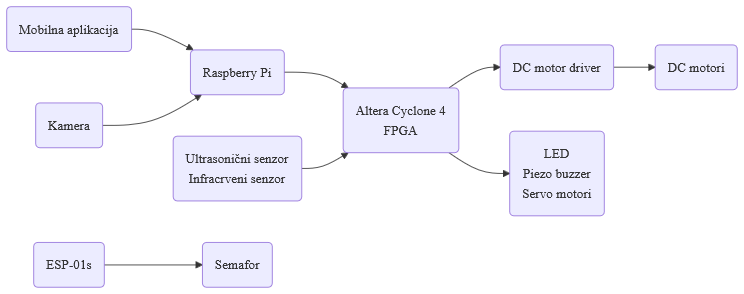 Mobilna aplikacija
Kamera
Raspberry Pi
Ultrasonični senzor
Infracrveni senzor
Altera Cyclone 4
FPGA
DC motor driver
DC motori
LED
Piezo buzzer
Servo motori
ESP-01s
Semafor